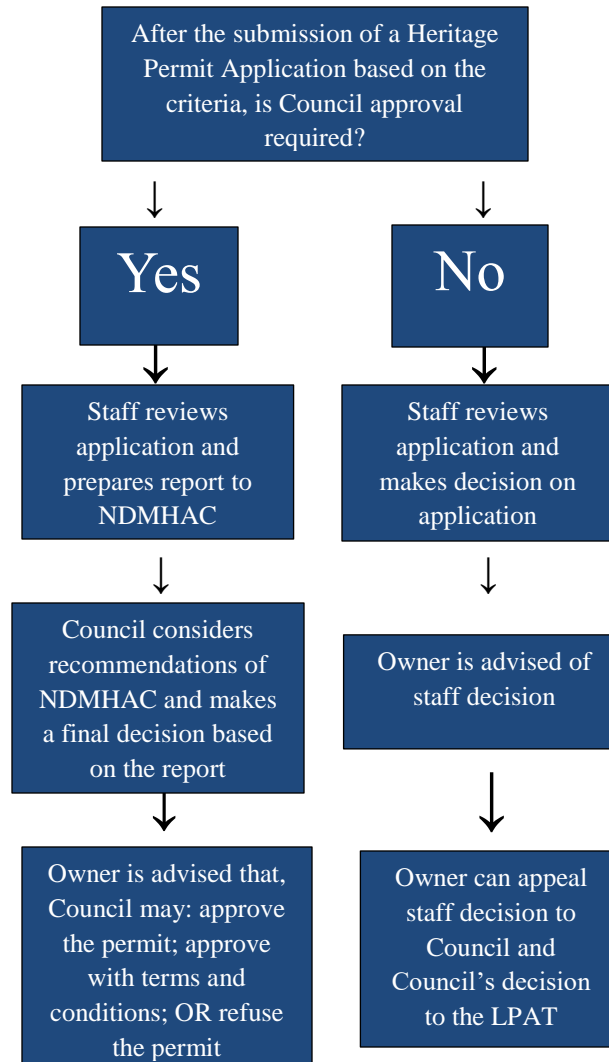 After the submission of a Heritage
Permit Application based on the
criteria, is Council approval
required?
Yes
No
Staff reviews
application and
prepares report to
NDMHAC
Staff reviews
application and
makes decision on
application
Council considers
recommendations of
NDMHAC and makes
a final decision based
on the report
Owner is advised of
staff decision
Owner is advised that,
Council may: approve
the permit; approve
with terms and
conditions; OR refuse
the permit
Owner can appeal
staff decision to
Council and
Council’s decision
to the LPAT